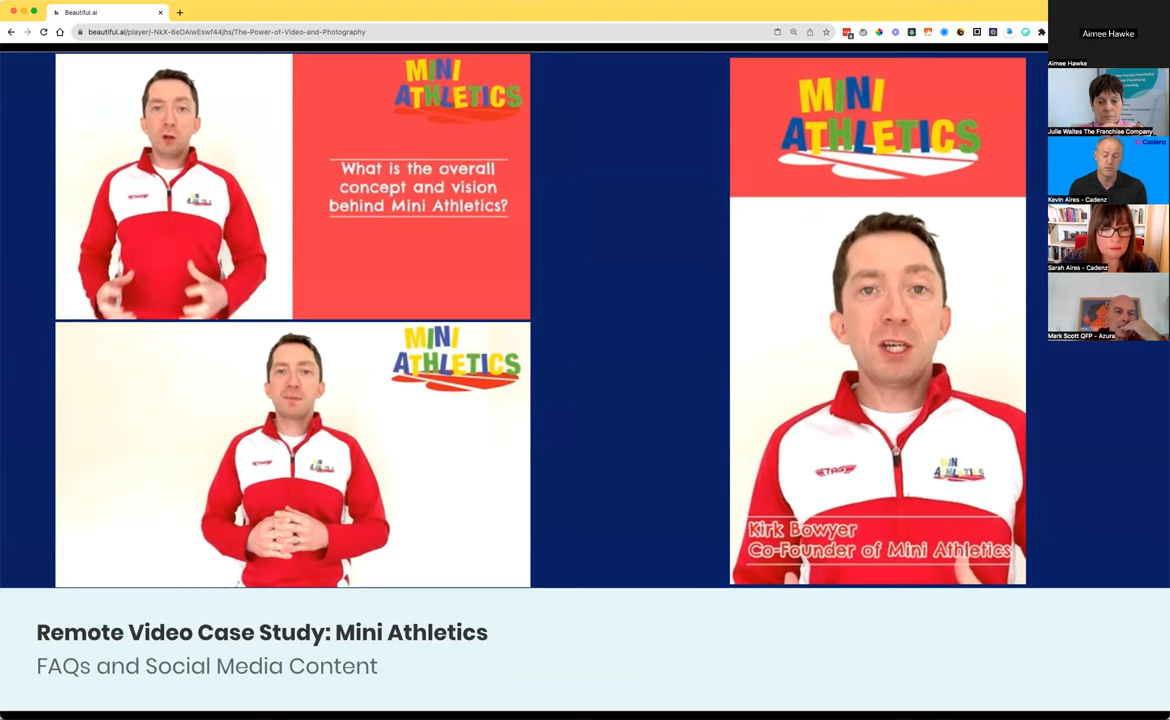 Beautiful.ai
beautiful.ai/player/-NkX-6eDAiwEswf44jhs/The-Power-of-Video-and-Photography
MINI
ATHLETICS
What is the overall
concept and vision
behind Mini Athletics?
MINI
ATHLETICS
MINI
ATHLETICS
TAG
MINI
ATHLETICS
Kirk Bowyer
Co-Founder of Mini Athletics
Aimee Hawke
Aimee Hawke
Julie Waites The Franchise Company
Cadenz
Kevin Aires - Cadenz
Sarah Aires - Cadenz
Mark Scott QFP - Azura
Remote Video Case Study: Mini Athletics
FAQs and Social Media Content